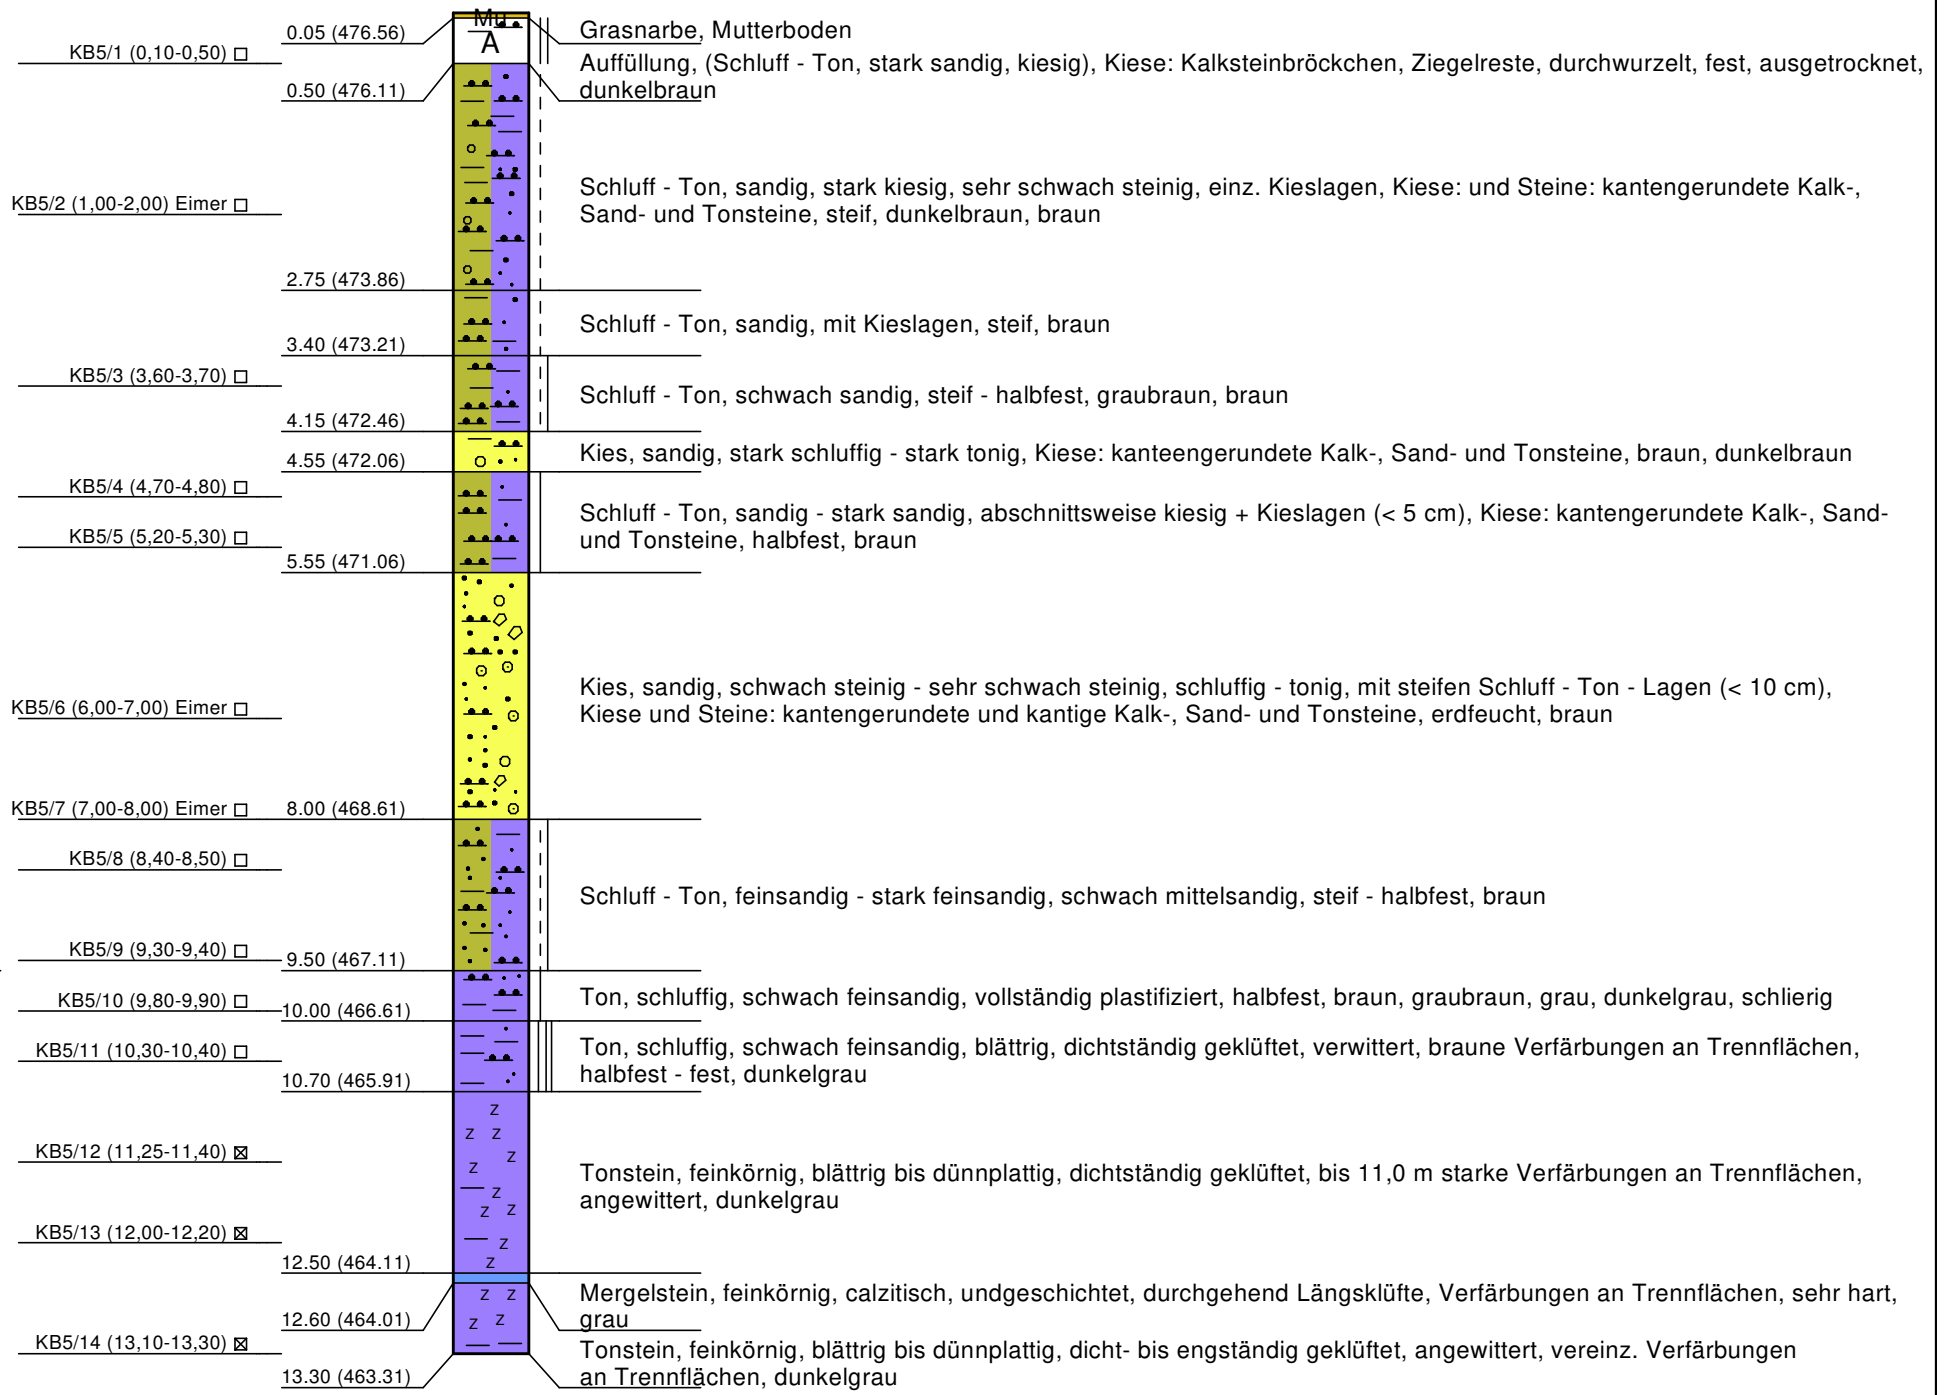 Mu
0.05 (476.56)
Grasnarbe, Mutterboden
A
KB5/1 (0,10-0,50)
Auffüllung, (Schluff - Ton, stark sandig, kiesig), Kiese: Kalksteinbröckchen, Ziegelreste, durchwurzelt, fest, ausgetrocknet,
dunkelbraun
0.50 (476.11)
KB5/2 (1,00-2,00) Eimer
Schluff - Ton, sandig, stark kiesig, sehr schwach steinig, einz. Kieslagen, Kiese: und Steine: kantengerundete Kalk-,
Sand- und Tonsteine, steif, dunkelbraun, braun
2.75 (473.86)
Schluff - Ton, sandig, mit Kieslagen, steif, braun
3.40 (473.21)
KB5/3 (3,60-3,70)
Schluff - Ton, schwach sandig, steif - halbfest, graubraun, braun
4.15 (472.46)
Kies, sandig, stark schluffig - stark tonig, Kiese: kanteengerundete Kalk-, Sand- und Tonsteine, braun, dunkelbraun
4.55 (472.06)
KB5/4 (4,70-4,80)
Schluff - Ton, sandig - stark sandig, abschnittsweise kiesig + Kieslagen (< 5 cm), Kiese: kantengerundete Kalk-, Sand-
und Tonsteine, halbfest, braun
KB5/5 (5,20-5,30)
5.55 (471.06)
KB5/6 (6,00-7,00) Eimer
Kies, sandig, schwach steinig - sehr schwach steinig, schluffig - tonig, mit steifen Schluff - Ton - Lagen (< 10 cm),
Kiese und Steine: kantengerundete und kantige Kalk-, Sand- und Tonsteine, erdfeucht, braun
KB5/7 (7,00-8,00) Eimer
8.00 (468.61)
KB5/8 (8,40-8,50)
Schluff - Ton, feinsandig - stark feinsandig, schwach mittelsandig, steif - halbfest, braun
KB5/9 (9,30-9,40)
9.50 (467.11)
KB5/10 (9,80-9,90)
Ton, schluffig, schwach feinsandig, vollständig plastifiziert, halbfest, braun, graubraun, grau, dunkelgrau, schlierig
10.00 (466.61)
KB5/11 (10,30-10,40)
Ton, schluffig, schwach feinsandig, blättrig, dichtständig geklüftet, verwittert, braune Verfärbungen an Trennflächen,
halbfest - fest, dunkelgrau
10.70 (465.91)
z
z z
z
z
z
z z
z
z
KB5/12 (11,25-11,40)
Tonstein, feinkörnig, blättrig bis dünnplattig, dichtständig geklüftet, bis 11,0 m starke Verfärbungen an Trennflächen,
angewittert, dunkelgrau
KB5/13 (12,00-12,20)
12.50 (464.11)
Mergelstein, feinkörnig, calzitisch, undgeschichtet, durchgehend Längsklüfte, Verfärbungen an Trennflächen, sehr hart,
grau
12.60 (464.01)
z z
z z
KB5/14 (13,10-13,30)
Tonstein, feinkörnig, blättrig bis dünnplattig, dicht- bis engständig geklüftet, angewittert, vereinz. Verfärbungen
an Trennflächen, dunkelgrau
13.30 (463.31)